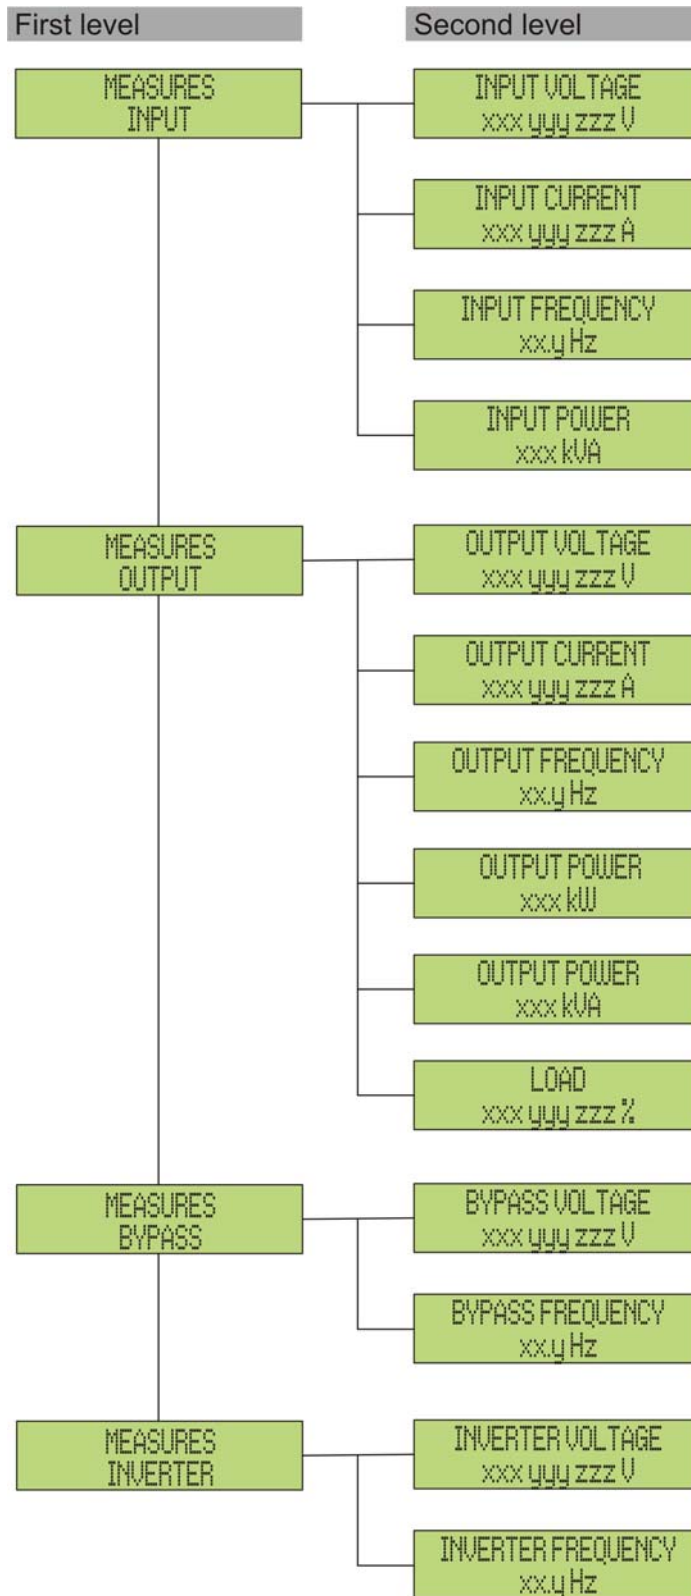 First level
Second level
MEASURES
INPUT
INPUT VOLTAGE
xxx yyy zzz V
INPUT CURRENT
xxx yyy zzz A
INPUT FREQUENCY
xx.y Hz
INPUT POWER
xxx kVA
MEASURES
OUTPUT
OUTPUT VOLTAGE
xxx yyy zzz V
OUTPUT CURRENT
xxx yyy zzz A
OUTPUT FREQUENCY
xx.y Hz
OUTPUT POWER
xxx kW
OUTPUT POWER
xxx kVA
LOAD
xxx yyy zzz %
MEASURES
BYPASS
BYPASS VOLTAGE
xxx yyy zzz V
BYPASS FREQUENCY
xx.y Hz
MEASURES
INVERTER
INVERTER VOLTAGE
xxx yyy zzz V
INVERTER FREQUENCY
xx.y Hz